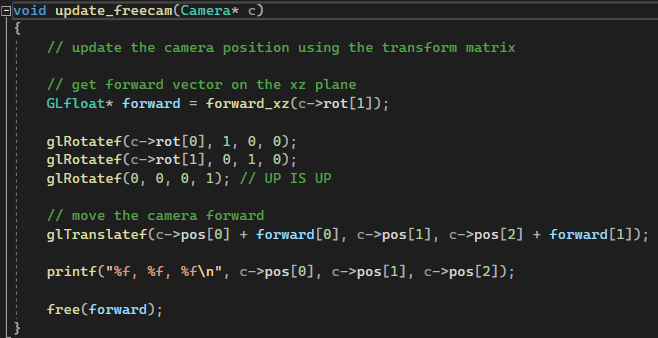 void update_freecam(Camera* c)
{
// update the camera position using the transform matrix
// get forward vector on the xz plane
GLfloat* forward = forward_xz(c->rot[1]);
glRotatef(c->rot[0], 1, 0, 0);
glRotatef(c->rot[1], 0, 1, 0);
glRotatef(0, 0, 0, 1); // UP IS UP
// move the camera forward
glTranslatef(c->pos[0] + forward[0], c->pos[1], c->pos[2] + forward[1]);
printf("%f, %f, %f\n", c->pos[0], c->pos[1], c->pos[2]);
free(forward);
}